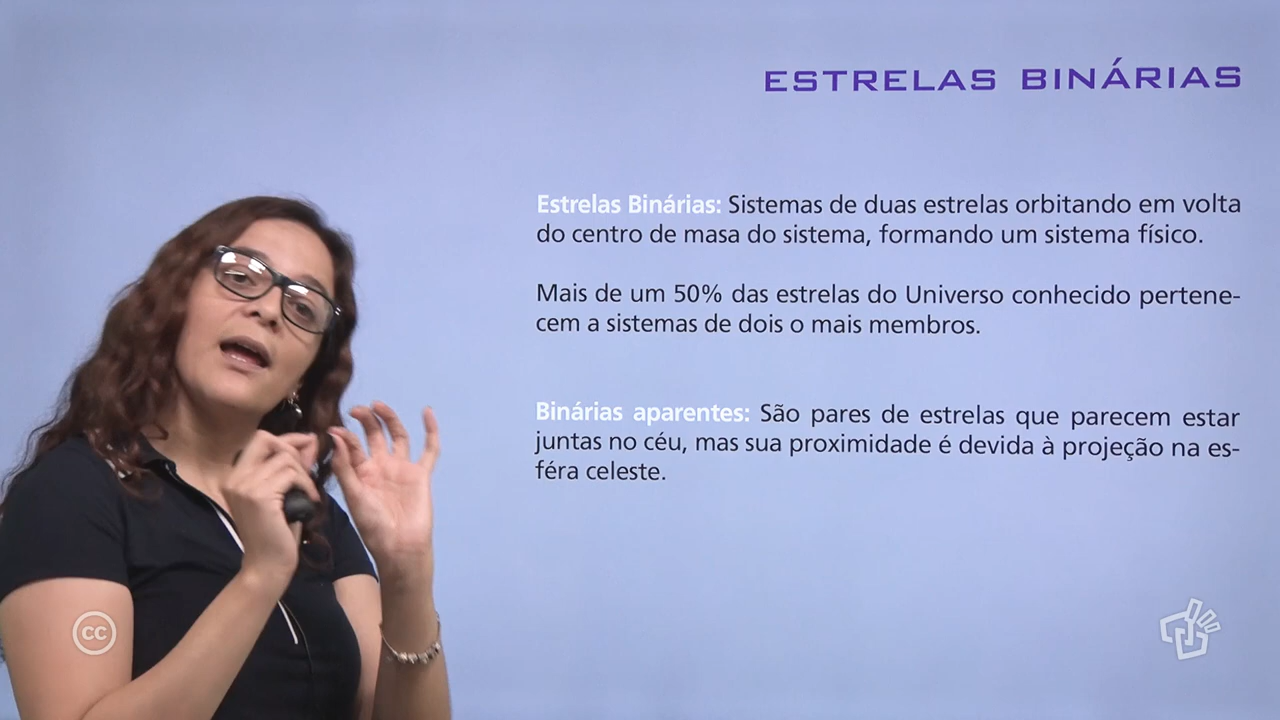 ESTRELAS BINÁRIAS
Estrelas Binárias: Sistemas de duas estrelas orbitando em volta
do centro de masa do sistema, formando um sistema físico.
Mais de um 50% das estrelas do Universo conhecido pertene-
cem a sistemas de dois o mais membros.
Binárias aparentes: São pares de estrelas que parecem estar
juntas no céu, mas sua proximidade é devida à projeção na es-
féra celeste.
cc